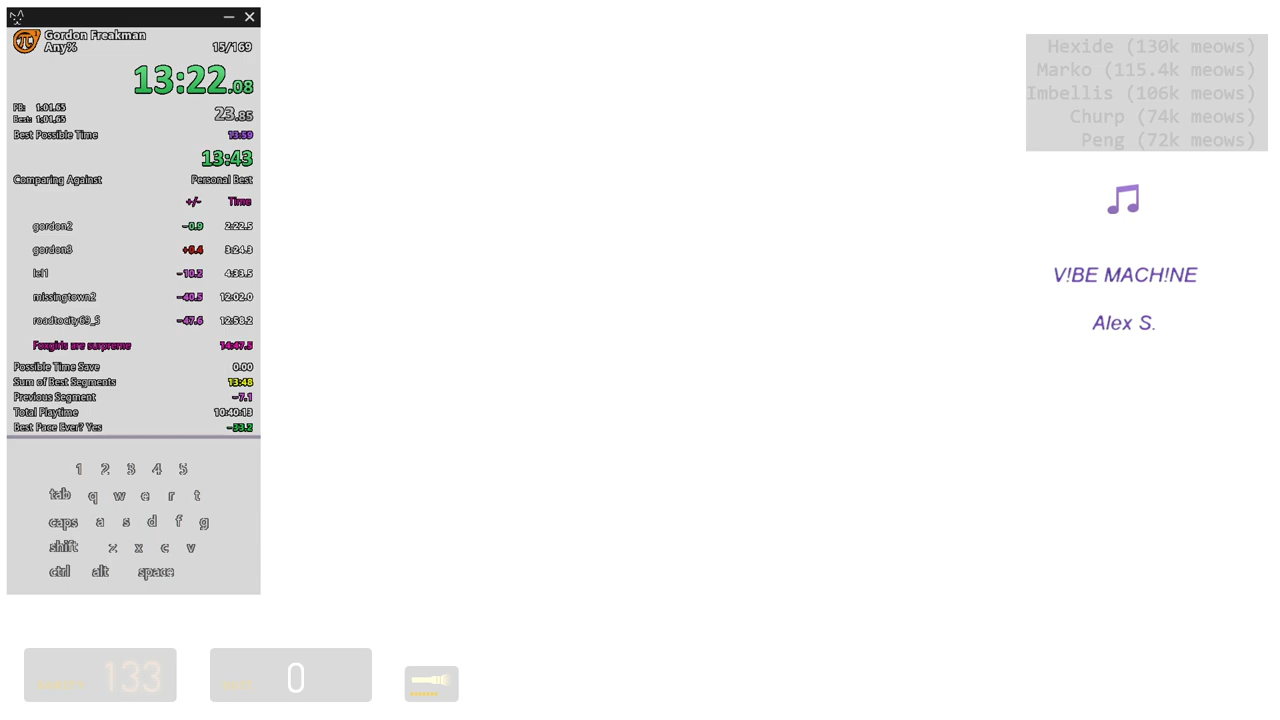 Gordon Freakman
Any%
15/169
13:22.08
PB: 1:01.65
Best: 1:01.65
23.85
Best Possible Time 13:59
13:43
Comparing Against Personal Best
+/- Time
gordon2 -0.9 2:22.5
gordon3 +6.4 3:24.3
lel1 -10.2 4:33.5
missingtown2 -40.5 12:02.0
roadtocity69_5 -47.6 12:58.2
Foxgirls are surpreme 14:47.5
Possible Time Save 0.00
Sum of Best Segments 13:48
Previous Segment -7.1
Total Playtime 10:40:13
Best Pace Ever? Yes -33.2
1 2 3 4 5
tab q w e r t
caps a s d f g
shift z x c v
ctrl alt space
133
0
Hexide (130k meows)
Marko (115.4k meows)
Imbellis (106k meows)
Churp (74k meows)
Peng (72k meows)
V!BE MACH!NE
Alex S.